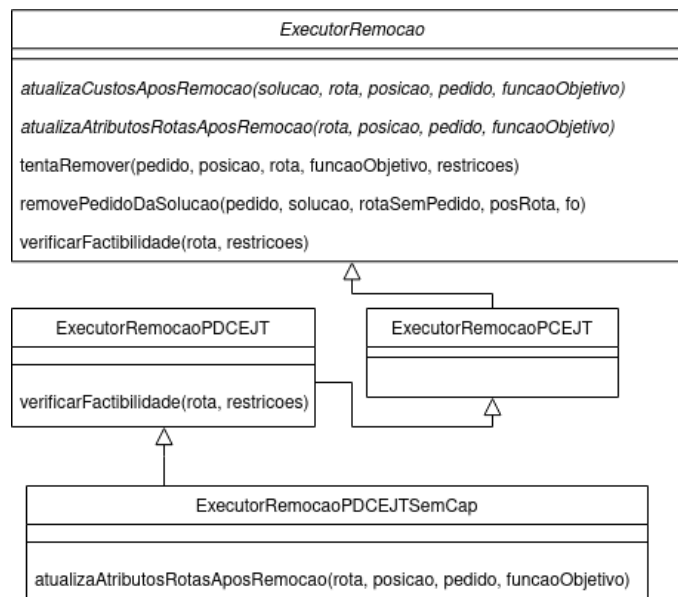 ExecutorRemocao
atualizaCustosAposRemocao(solucao, rota, posicao, pedido, funcaoObjetivo)
atualizaAtributosRotasAposRemocao(rota, posicao, pedido, funcaoObjetivo)
tentaRemover(pedido, posicao, rota, funcaoObjetivo, restricoes)
removePedidoDaSolucao(pedido, solucao, rotaSemPedido, posRota, fo)
verificarFactibilidade(rota, restricoes)
ExecutorRemocaoPDCEJT
verificarFactibilidade(rota, restricoes)
ExecutorRemocaoPCEJT
ExecutorRemocaoPDCEJTSemCap
atualizaAtributosRotasAposRemocao(rota, posicao, pedido, funcaoObjetivo)